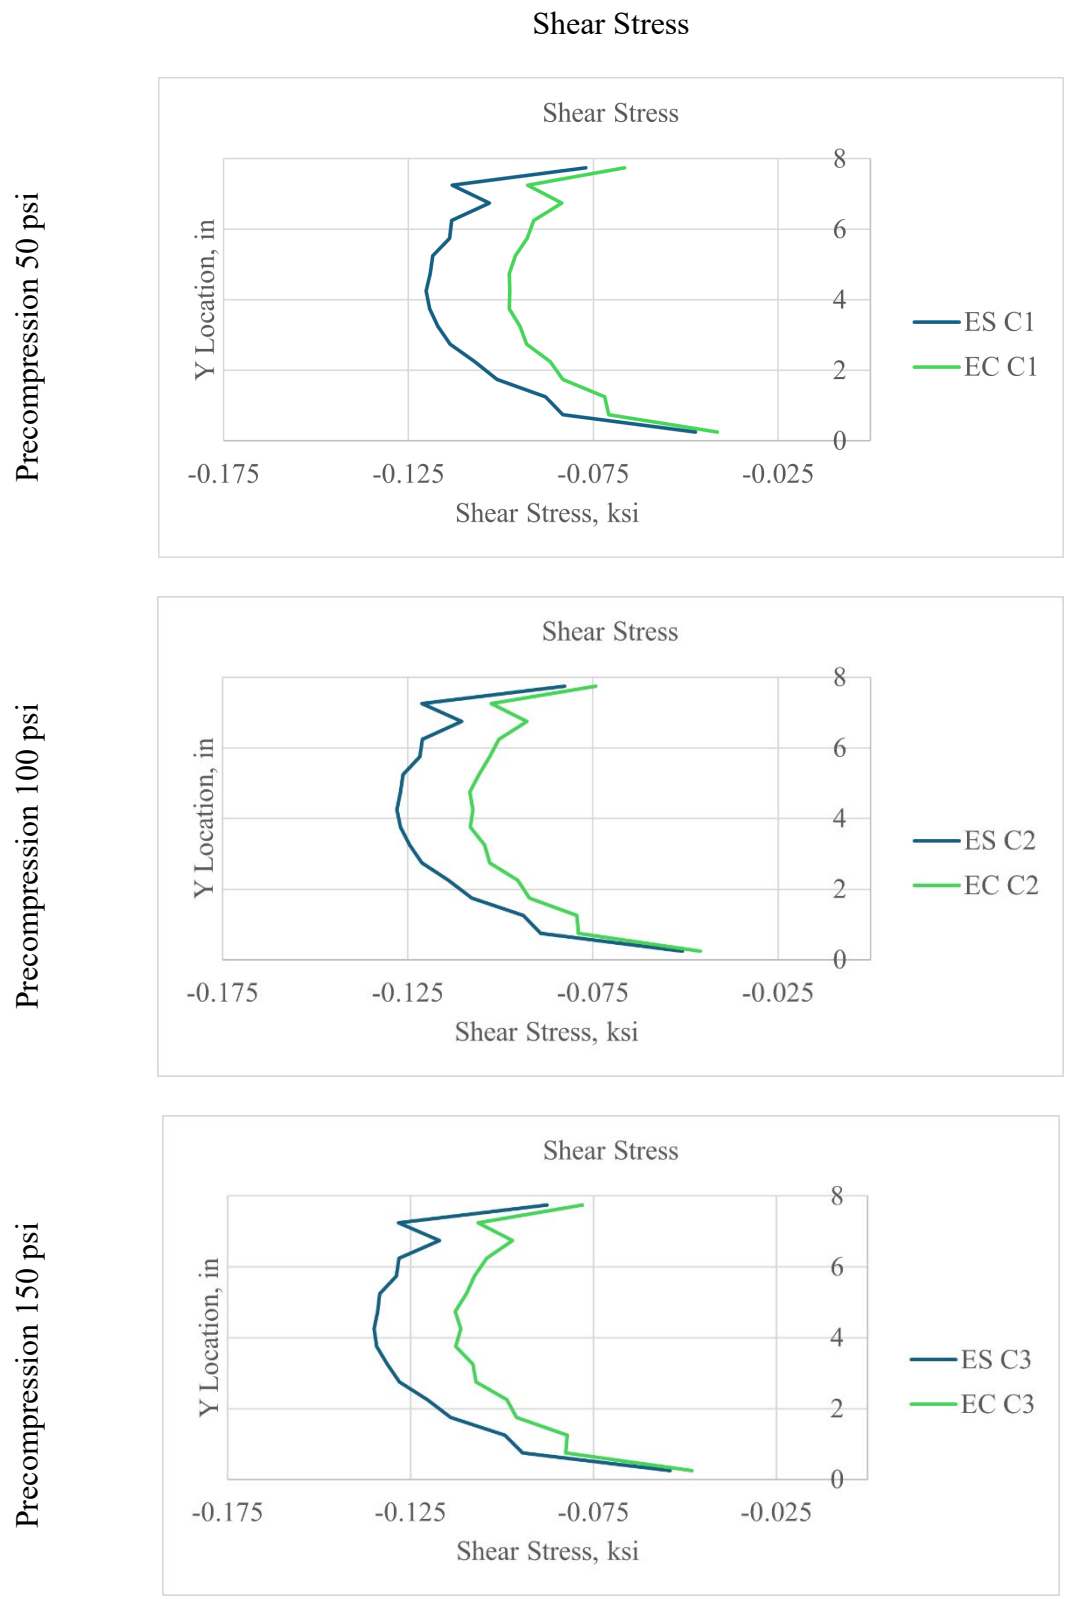 Shear Stress
Precompression 50 psi
Shear Stress
8
6
4
2
0
Y Location, in
-0.175 -0.125 -0.075 -0.025
Shear Stress, ksi
ES C1
EC C1
Precompression 100 psi
Shear Stress
8
6
4
2
0
Y Location, in
-0.175 -0.125 -0.075 -0.025
Shear Stress, ksi
ES C2
EC C2
Precompression 150 psi
Shear Stress
8
6
4
2
0
Y Location, in
-0.175 -0.125 -0.075 -0.025
Shear Stress, ksi
ES C3
EC C3